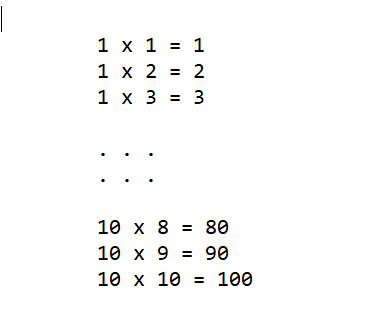 1 x 1 = 1
1 x 2 = 2
1 x 3 = 3
. . .
. . .
10 x 8 = 80
10 x 9 = 90
10 x 10 = 100